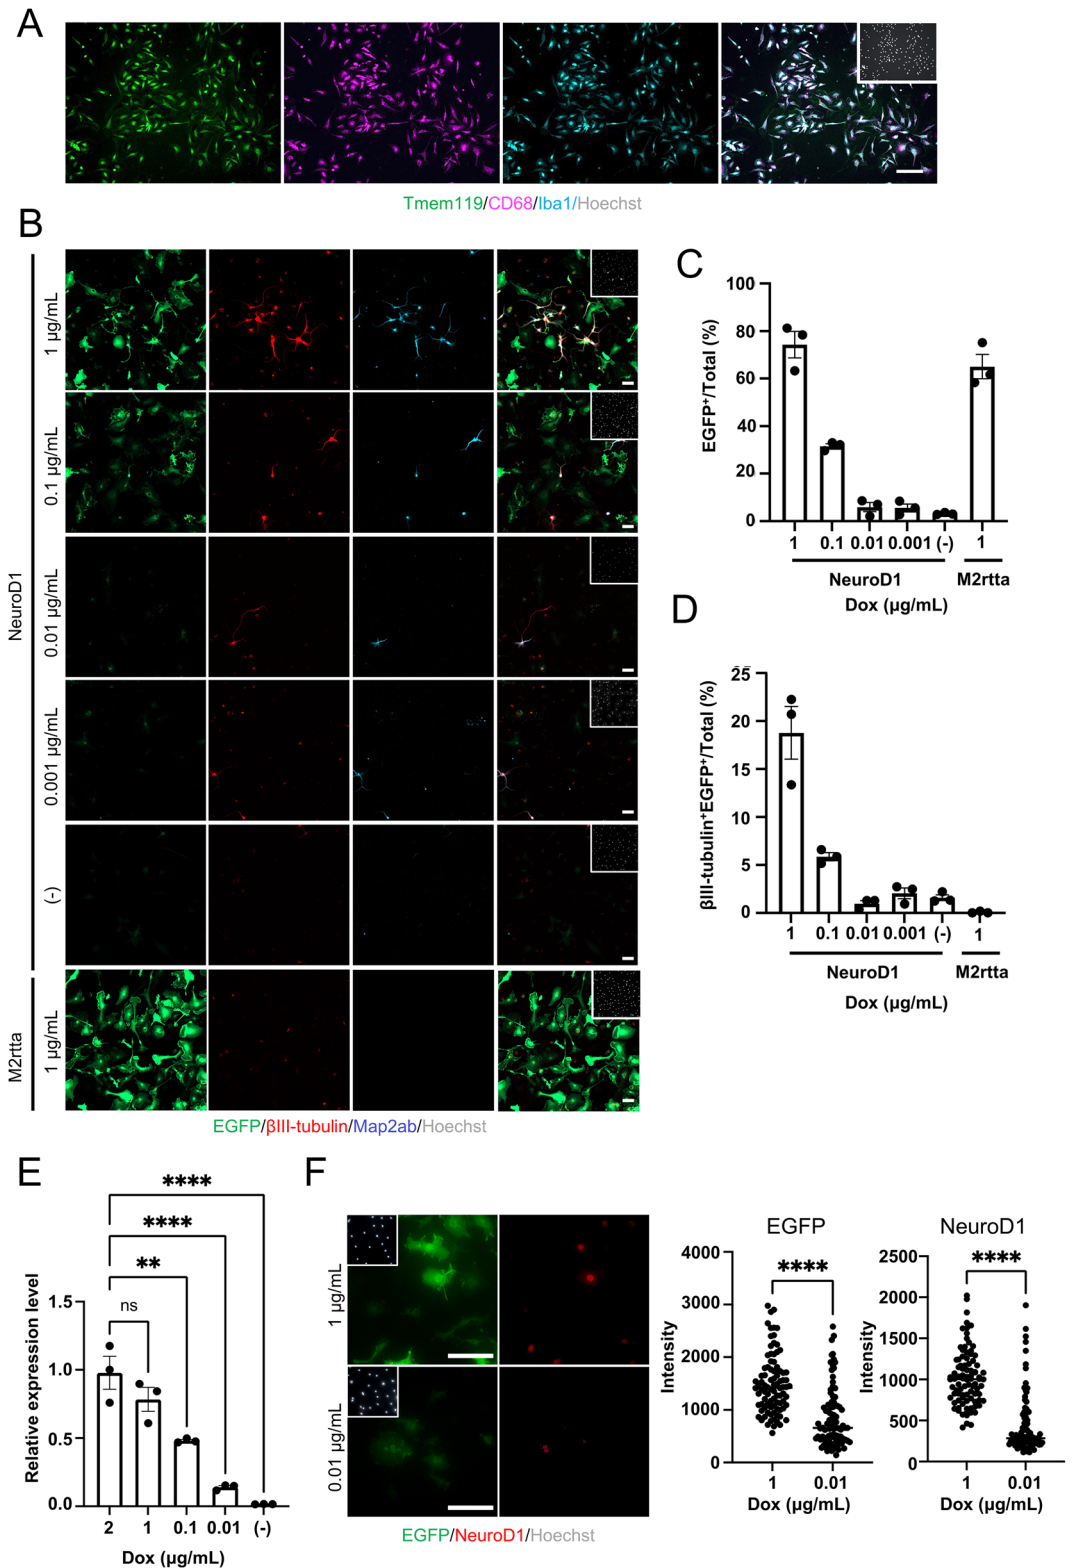 A
Tmem119/CD68/Iba1/Hoechst
B
NeuroD1
1 µg/mL
0.1 µg/mL
0.01 µg/mL
0.001 µg/mL
(-)
M2rtta
1 µg/mL
EGFP/βIII-tubulin/Map2ab/Hoechst
C
EGFP⁺/Total (%)
100
80
60
40
20
0
1 0.1 0.01 0.001 (-) 1
NeuroD1 M2rtta
Dox (µg/mL)
D
βIII-tubulin⁺EGFP⁺/Total (%)
25
20
15
10
5
0
1 0.1 0.01 0.001 (-) 1
NeuroD1 M2rtta
Dox (µg/mL)
E
****
****
**
ns
Relative expression level
1.5
1.0
0.5
0.0
2 1 0.1 0.01 (-)
Dox (µg/mL)
F
1 µg/mL
0.01 µg/mL
EGFP/NeuroD1/Hoechst
EGFP
****
Intensity
4000
3000
2000
1000
0
1 0.01
Dox (µg/mL)
NeuroD1
****
Intensity
2500
2000
1500
1000
500
0
1 0.01
Dox (µg/mL)